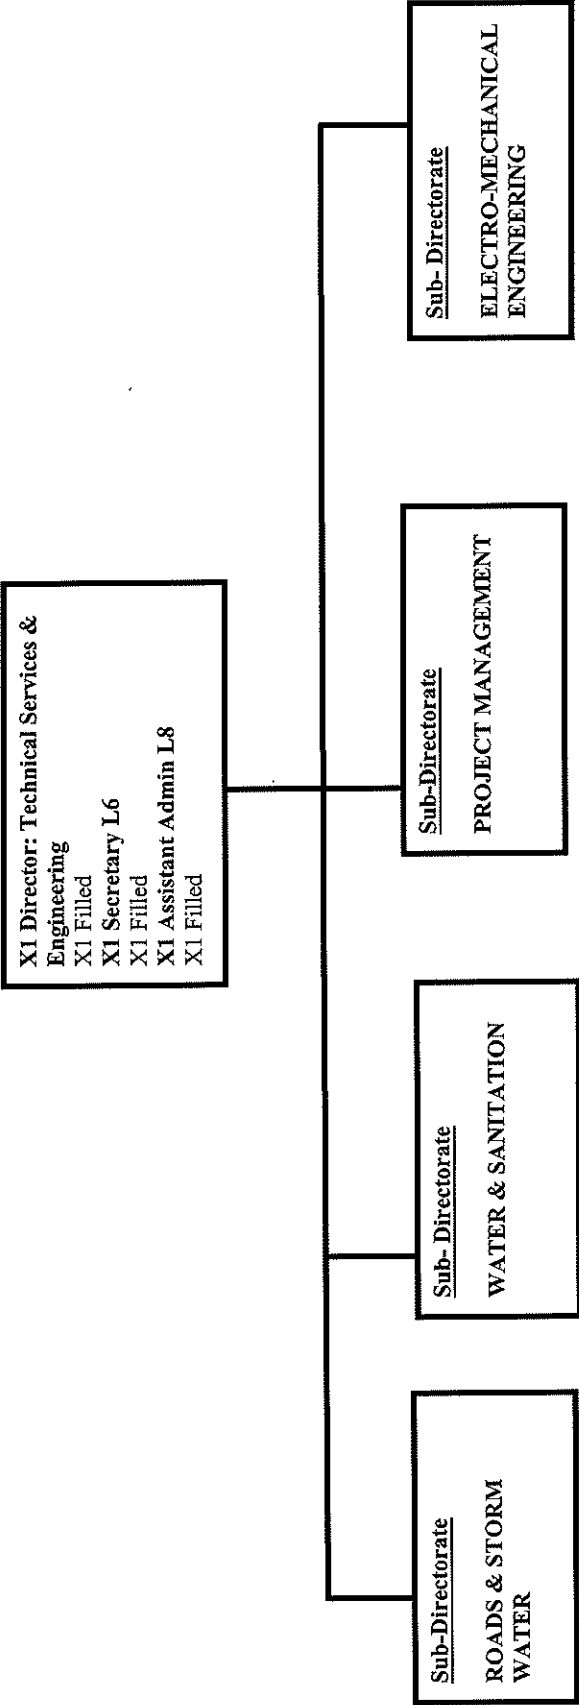 X1 Director: Technical Services &
Engineering
X1 Filled
X1 Secretary L6
X1 Filled
X1 Assistant Admin L8
X1 Filled
Sub-Directorate
ROADS & STORM
WATER
Sub- Directorate
WATER & SANITATION
Sub-Directorate
PROJECT MANAGEMENT
Sub- Directorate
ELECTRO-MECHANICAL
ENGINEERING